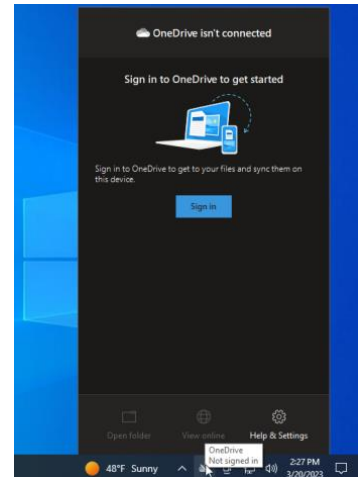 OneDrive isn't connected
Sign in to OneDrive to get started
Sign in to OneDrive to get to your files and sync them on
this device.
Sign in
Open folder
View online
Help & Settings
OneDrive
Not signed in
48°F Sunny
2:27 PM
3/20/2023